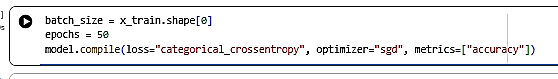 batch_size = x_train.shape[0]
epochs = 50
model.compile(loss="categorical_crossentropy", optimizer="sgd", metrics=["accuracy"])